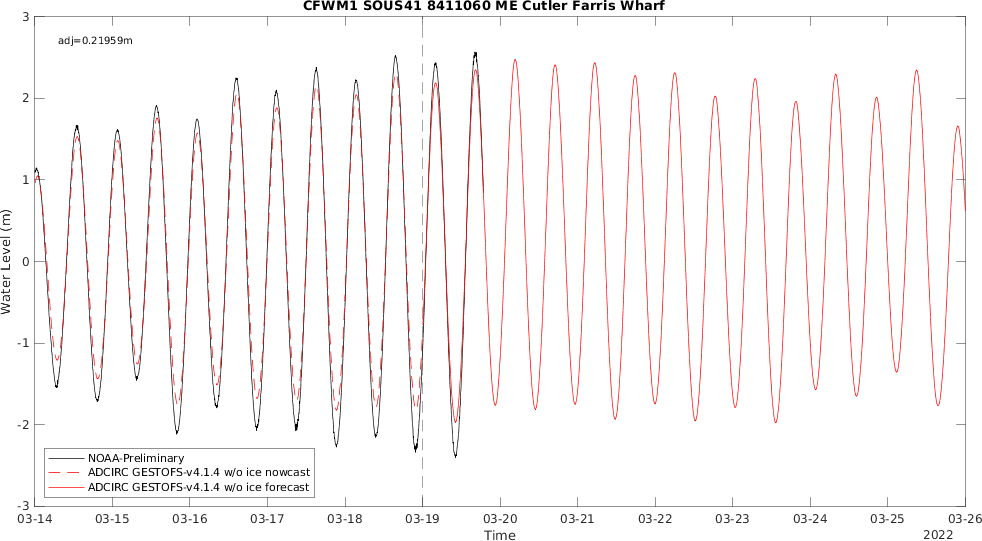 CFWM1 SOUS41 8411060 ME Cutler Farris Wharf
adj=0.21959m
3
2
1
0
-1
-2
-3
Water Level (m)
NOAA-Preliminary
ADCIRC GESTOFS-v4.1.4 w/o ice nowcast
ADCIRC GESTOFS-v4.1.4 w/o ice forecast
03-14 03-15 03-16 03-17 03-18 03-19 03-20 03-21 03-22 03-23 03-24 03-25 03-26
Time
2022